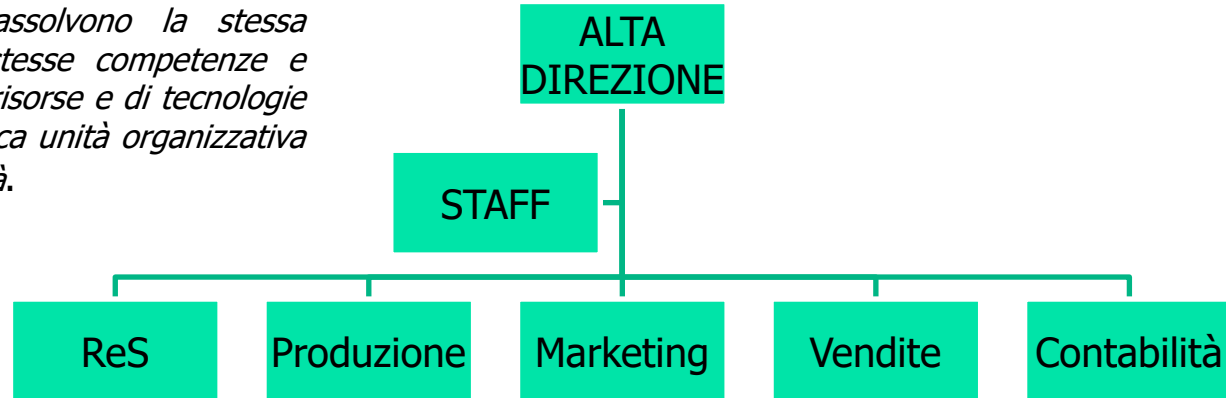 assolvono la stessa
stesse competenze e
risorse e di tecnologie
ca unità organizzativa
à.
ALTA
DIREZIONE
STAFF
ReS
Produzione
Marketing
Vendite
Contabilità